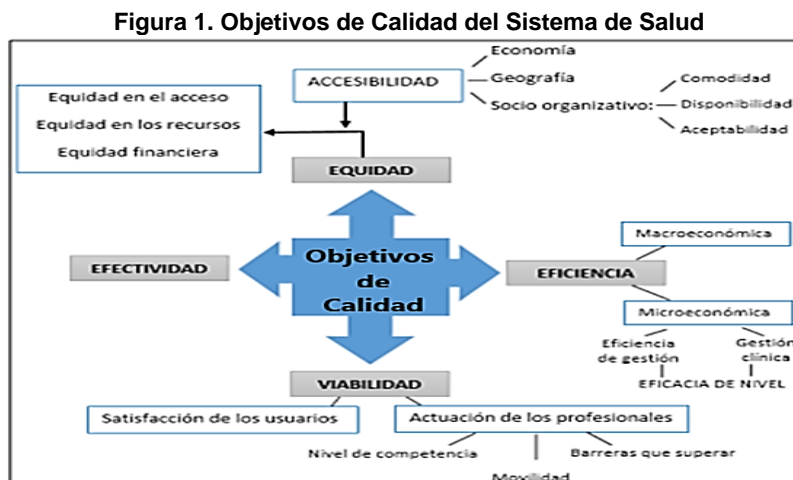 Figura 1. Objetivos de Calidad del Sistema de Salud
Economía
ACCESIBILIDAD
Geografía
Socio organizativo:
Comodidad
Disponibilidad
Aceptabilidad
Equidad en el acceso
Equidad en los recursos
Equidad financiera
EQUIDAD
EFECTIVIDAD
Objetivos
de
Calidad
EFICIENCIA
Macroeconómica
Microeconómica
Eficiencia
de gestión
Gestión
clínica
EFICACIA DE NIVEL
VIABILIDAD
Satisfacción de los usuarios
Actuación de los profesionales
Nivel de competencia
Movilidad
Barreras que superar